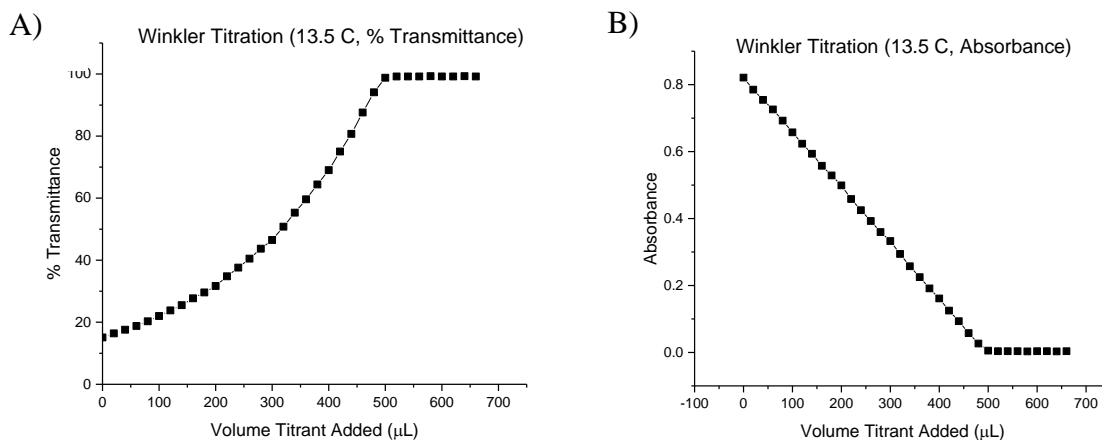 A)
Winkler Titration (13.5 C, % Transmittance)
100
80
60
40
20
0
% Transmittance
0 100 200 300 400 500 600 700
Volume Titrant Added (μL)
B)
Winkler Titration (13.5 C, Absorbance)
0.8
0.6
0.4
0.2
0.0
Absorbance
-100 0 100 200 300 400 500 600 700
Volume Titrant Added (μL)